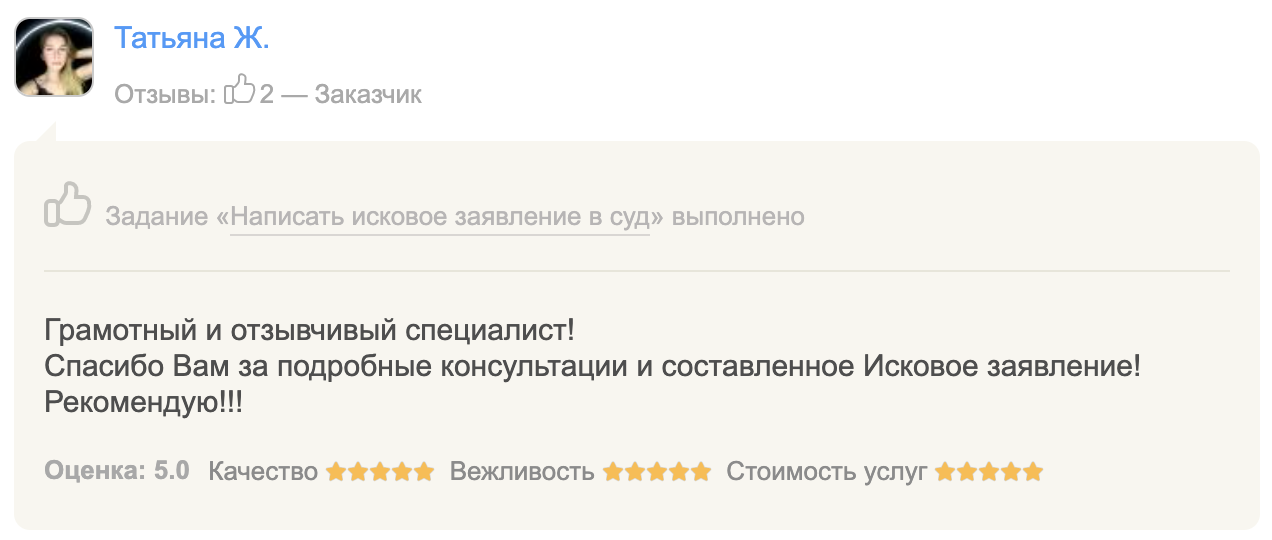 Татьяна Ж.
Отзывы: 2 — Заказчик
Задание «Написать исковое заявление в суд» выполнено
Грамотный и отзывчивый специалист!
Спасибо Вам за подробные консультации и составленное Исковое заявление!
Рекомендую!!!
Оценка: 5.0 Качество Вежливость Стоимость услуг